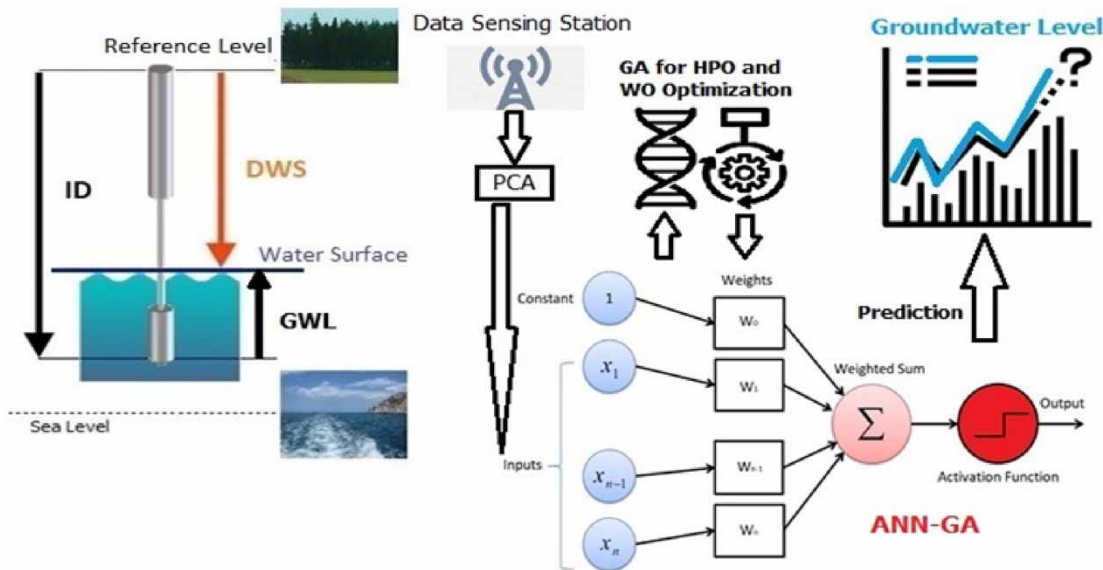 Reference Level
ID
DWS
Water Surface
GWL
Sea Level
Data Sensing Station
PCA
GA for HPO and
WO Optimization
Groundwater Level
?
Prediction
Constant
1
Weights
W₀
x₁
W₁
Inputs
xₙ₋₁
Wₙ₋₁
xₙ
Wₙ
Weighted Sum
Σ
Output
Activation Function
ANN-GA